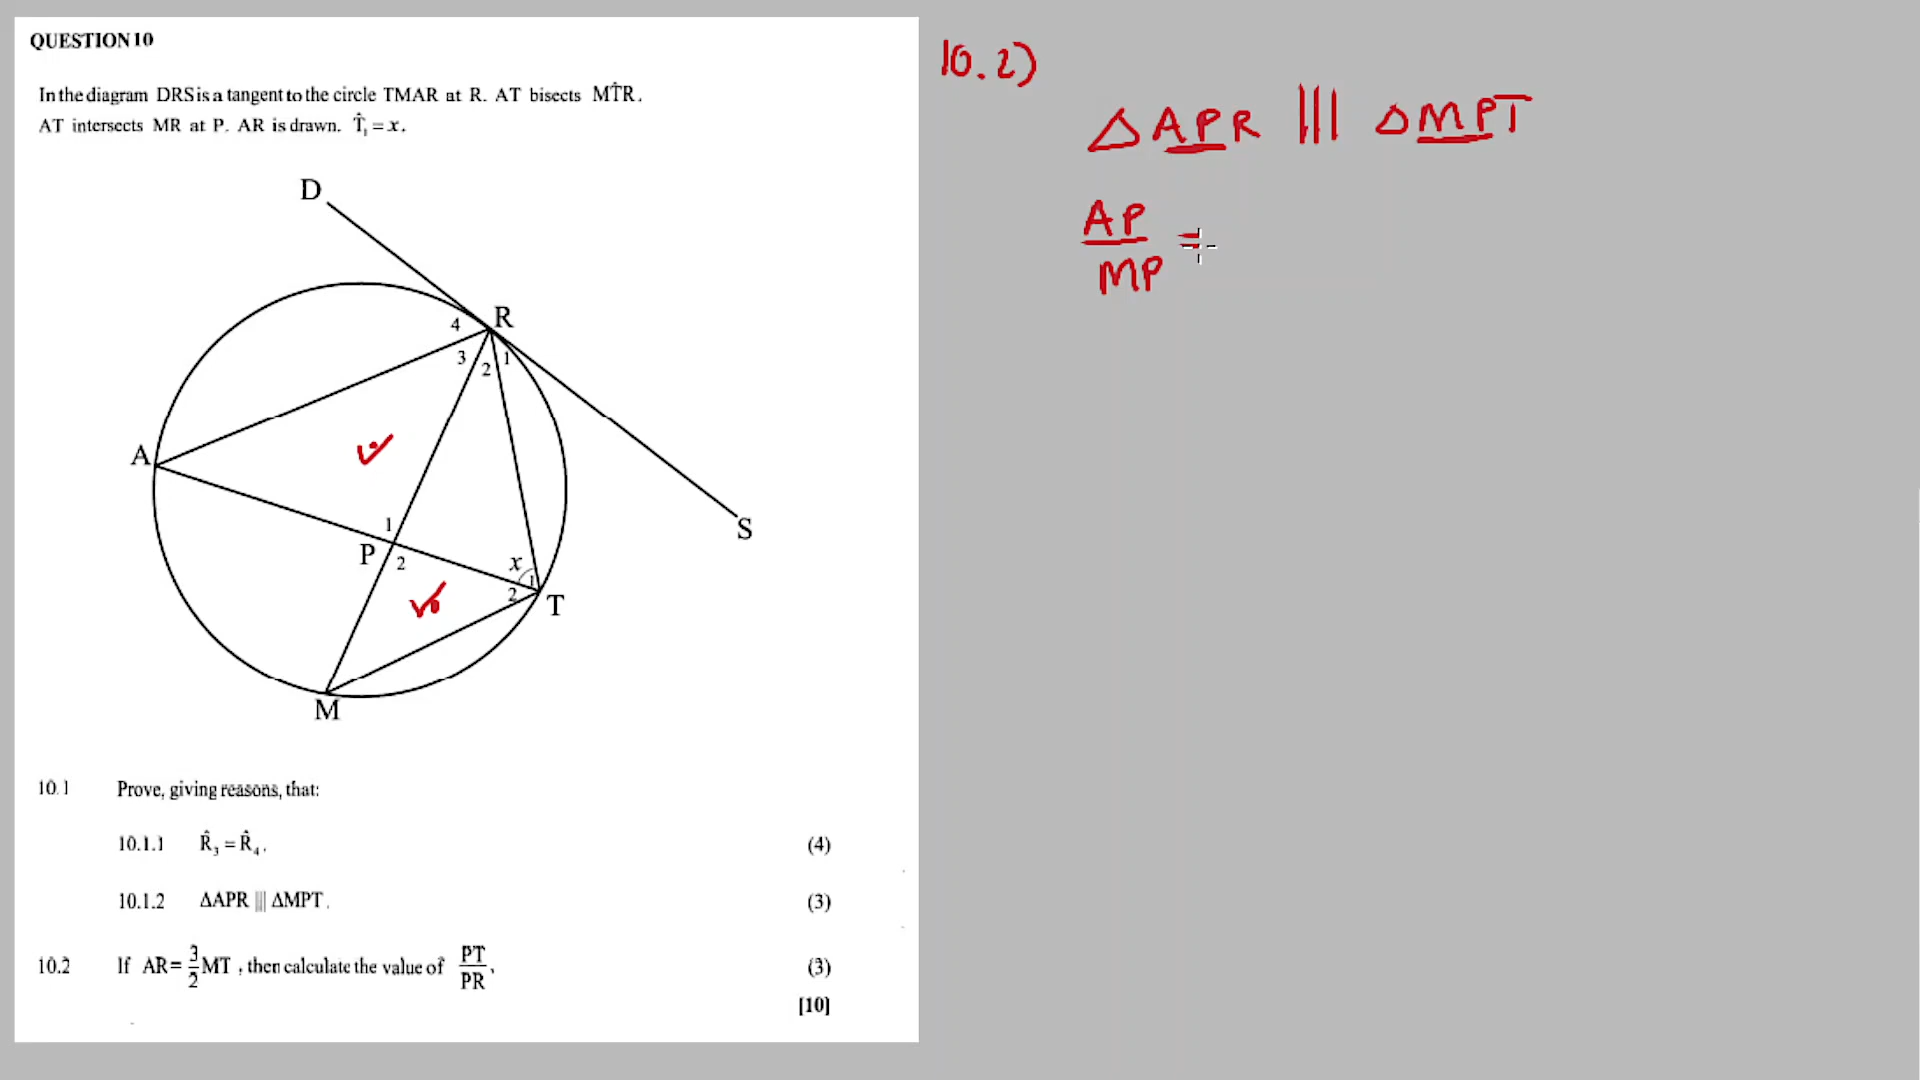 QUESTION 10
In the diagram DRS is a tangent to the circle TMAR at R. AT bisects MT̂R.
AT intersects MR at P. AR is drawn. T̂₁ = x.
D
R
4
3
2
1
A
1
P
2
x
1
2
T
S
M
10.1 Prove, giving reasons, that:
10.1.1 R̂₃ = R̂₄. (4)
10.1.2 ΔAPR ||| ΔMPT. (3)
10.2 If AR = 3/2 MT, then calculate the value of PT/PR. (3)
[10]
10.2)
Δ APR ||| Δ MPT
AP/MP =